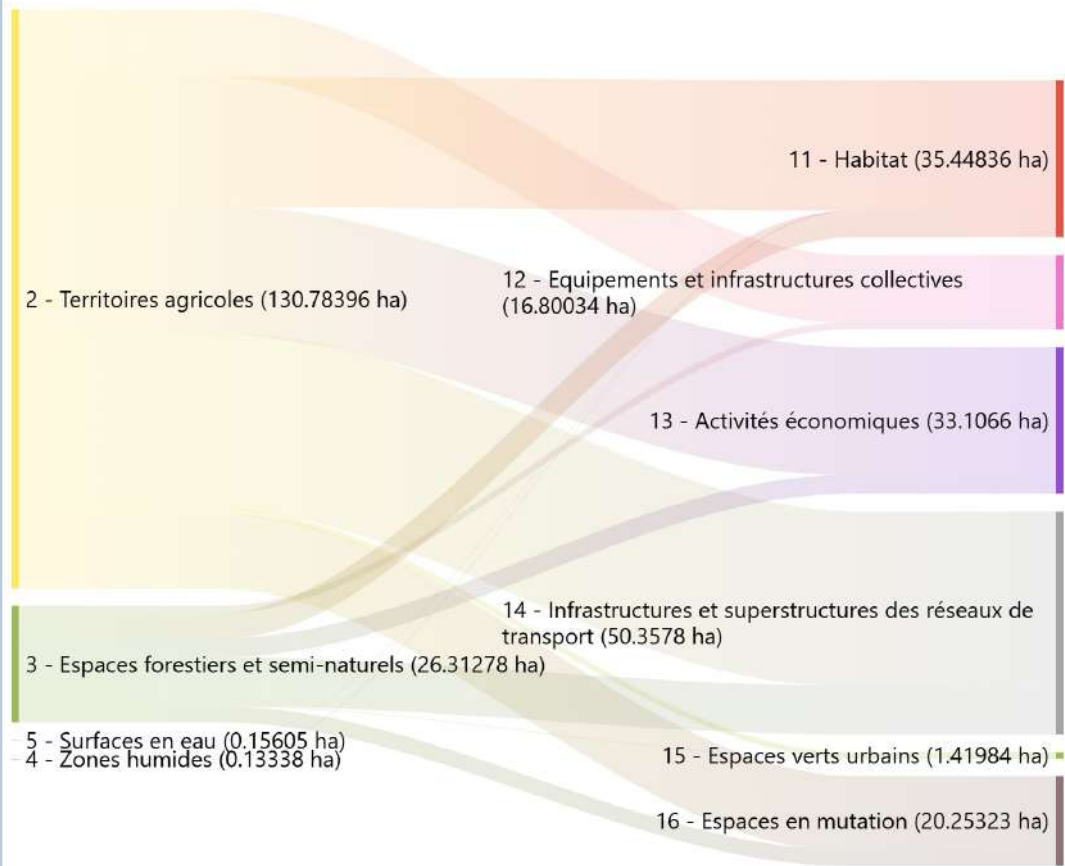 11 - Habitat (35.44836 ha)
12 - Equipements et infrastructures collectives
(16.80034 ha)
2 - Territoires agricoles (130.78396 ha)
13 - Activités économiques (33.1066 ha)
14 - Infrastructures et superstructures des réseaux de
transport (50.3578 ha)
3 - Espaces forestiers et semi-naturels (26.31278 ha)
5 - Surfaces en eau (0.15605 ha)
4 - Zones humides (0.13338 ha)
15 - Espaces verts urbains (1.41984 ha)
16 - Espaces en mutation (20.25323 ha)